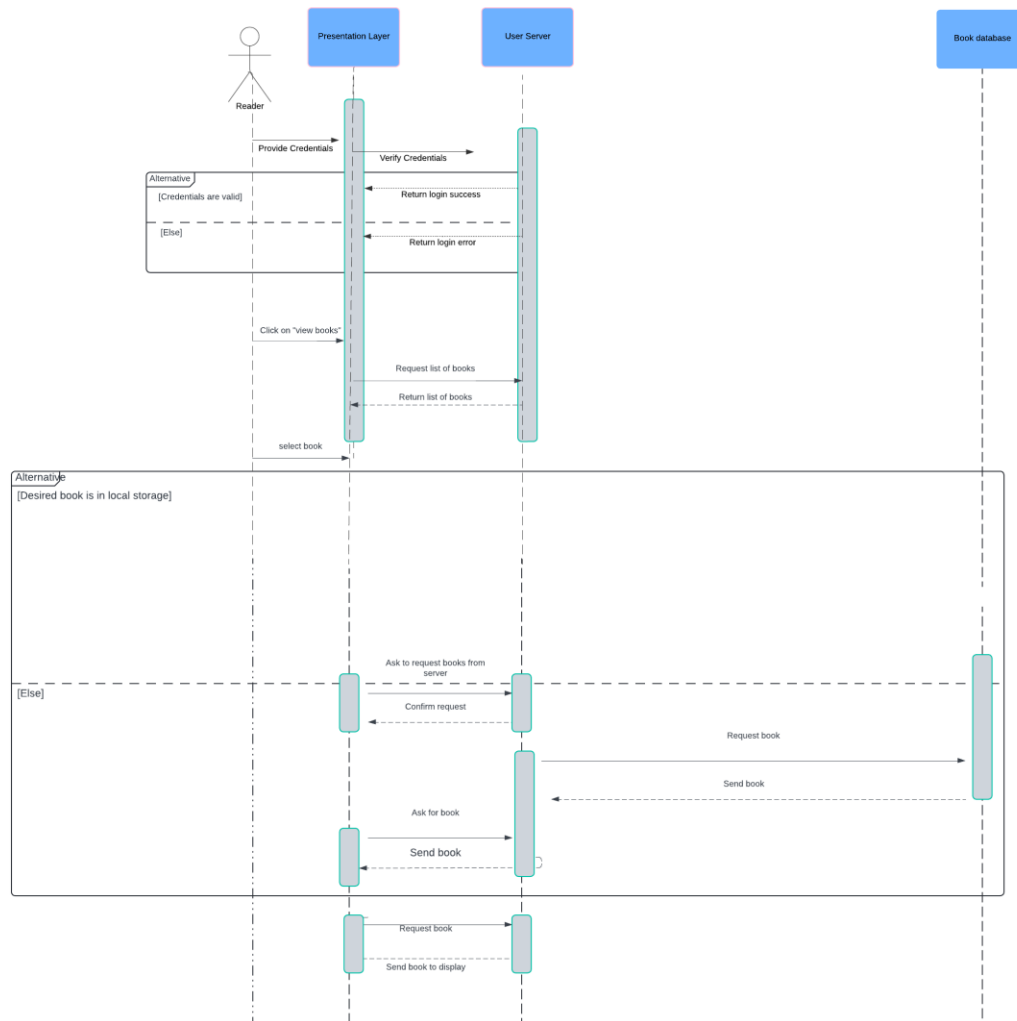 Presentation Layer
User Server
Book database
Reader
Provide Credentials
Verify Credentials
Alternative
[Credentials are valid]
Return login success
[Else]
Return login error
Click on "view books"
Request list of books
Return list of books
select book
Alternative
[Desired book is in local storage]
Ask to request books from
server
[Else]
Confirm request
Request book
Send book
Ask for book
Send book
Request book
Send book to display